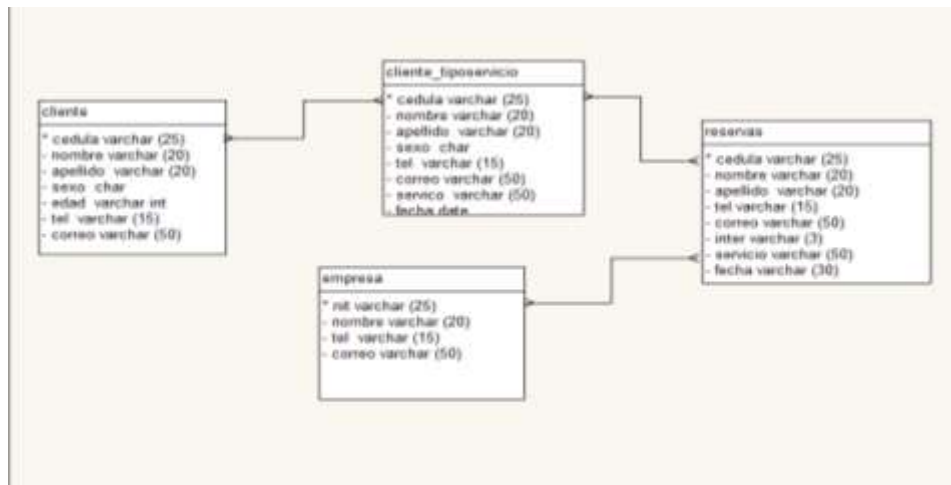 cliente
* cedula varchar (25)
- nombre varchar (20)
- apellido varchar (20)
- sexo char
- edad varchar int
- tel varchar (15)
- correo varchar (50)
cliente_tiposervicio
* cedula varchar (25)
- nombre varchar (20)
- apellido varchar (20)
- sexo char
- tel varchar (15)
- correo varchar (50)
- servico varchar (50)
- fecha date
reservas
* cedula varchar (25)
- nombre varchar (20)
- apellido varchar (20)
- tel varchar (15)
- correo varchar (50)
- inter varchar (3)
- servicio varchar (50)
- fecha varchar (30)
empresa
* nit varchar (25)
- nombre varchar (20)
- tel varchar (15)
- correo varchar (50)